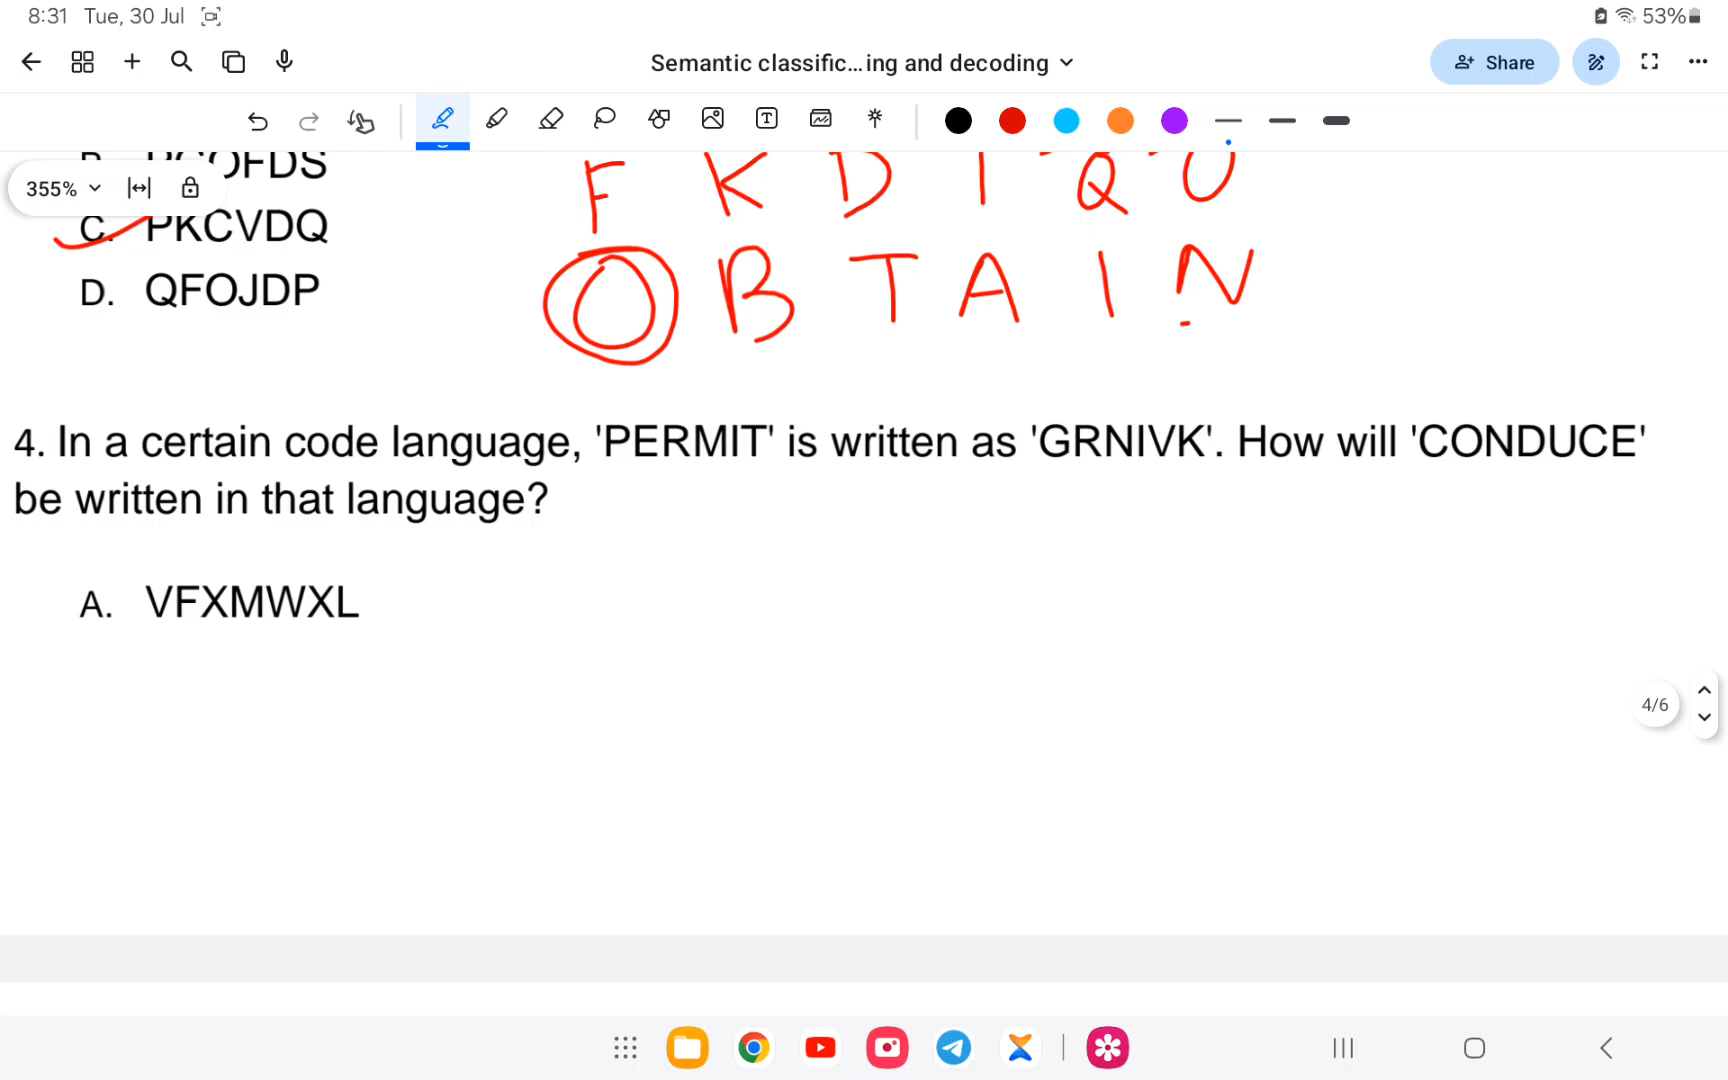 8:31 Tue, 30 Jul 53%
Semantic classific...ing and decoding
Share
355%
C. PKCVDQ
D. QFOJDP
F K D I Q U
O B T A I N
4. In a certain code language, 'PERMIT' is written as 'GRNIVK'. How will 'CONDUCE'
be written in that language?
A. VFXMWXL
4/6